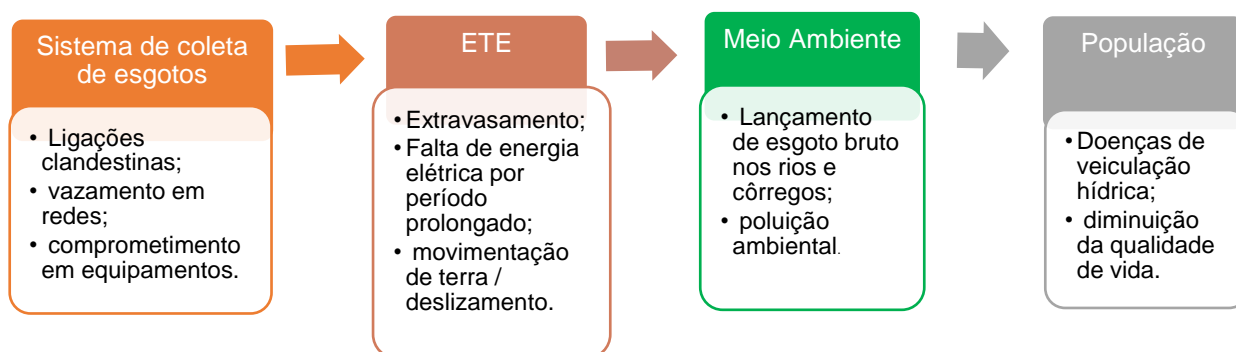 Sistema de coleta
de esgotos
• Ligações
clandestinas;
• vazamento em
redes;
• comprometimento
em equipamentos.
ETE
• Extravasamento;
• Falta de energia
elétrica por
período
prolongado;
• movimentação
de terra /
deslizamento.
Meio Ambiente
• Lançamento
de esgoto bruto
nos rios e
côrregos;
• poluição
ambiental.
População
• Doenças de
veiculação
hídrica;
• diminuição
da qualidade
de vida.